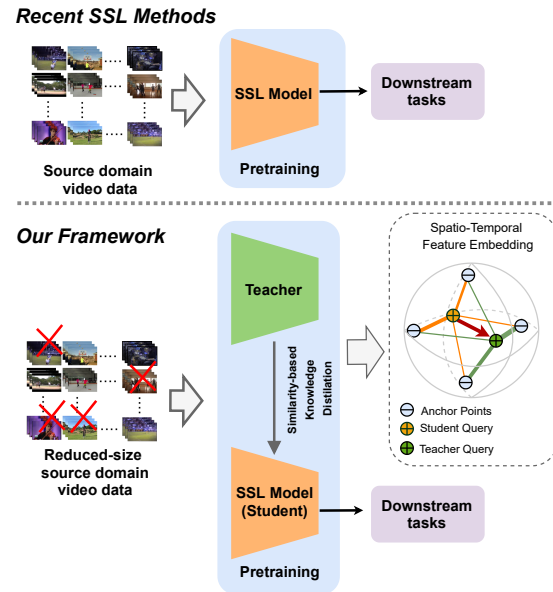 Recent SSL Methods
SSL Model
Downstream
tasks
Pretraining
Source domain
video data
Our Framework
Teacher
Similarity-based
Knowledge
Distilation
Spatio-Temporal
Feature Embedding
Anchor Points
Student Query
Teacher Query
Reduced-size
source domain
video data
SSL Model
(Student)
Downstream
tasks
Pretraining